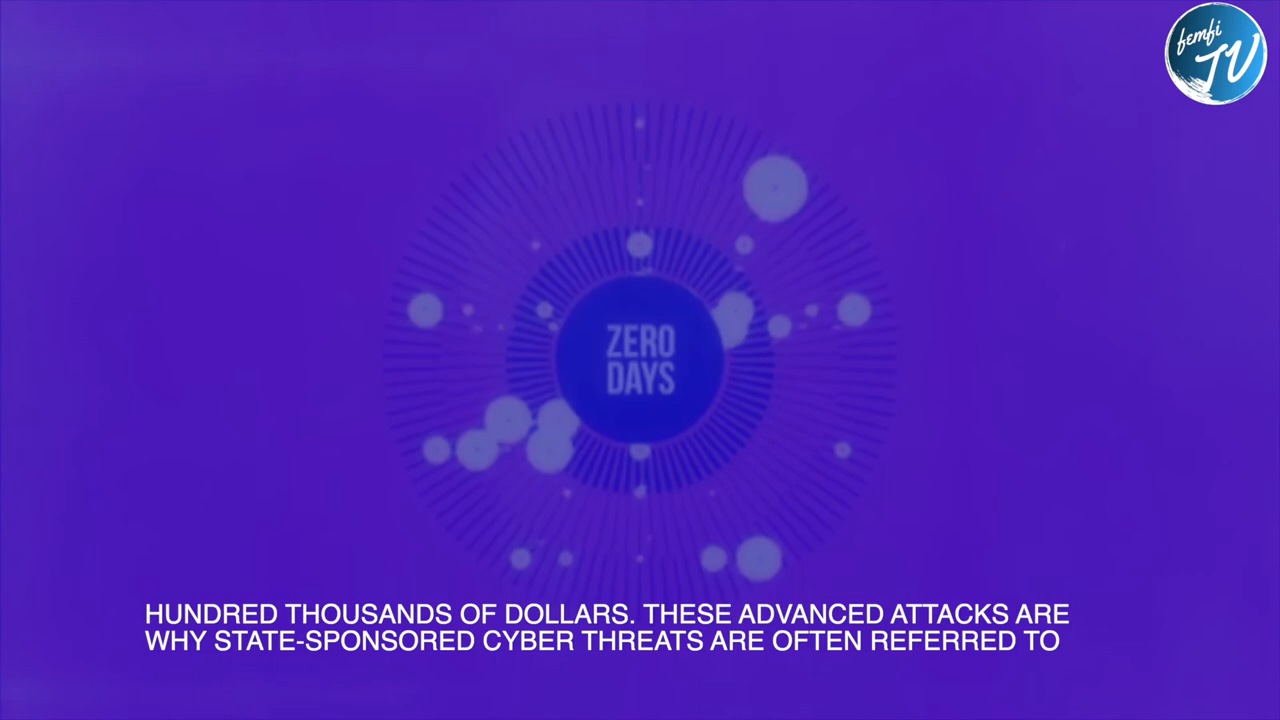 femfi
TV
ZERO
DAYS
HUNDRED THOUSANDS OF DOLLARS. THESE ADVANCED ATTACKS ARE
WHY STATE-SPONSORED CYBER THREATS ARE OFTEN REFERRED TO